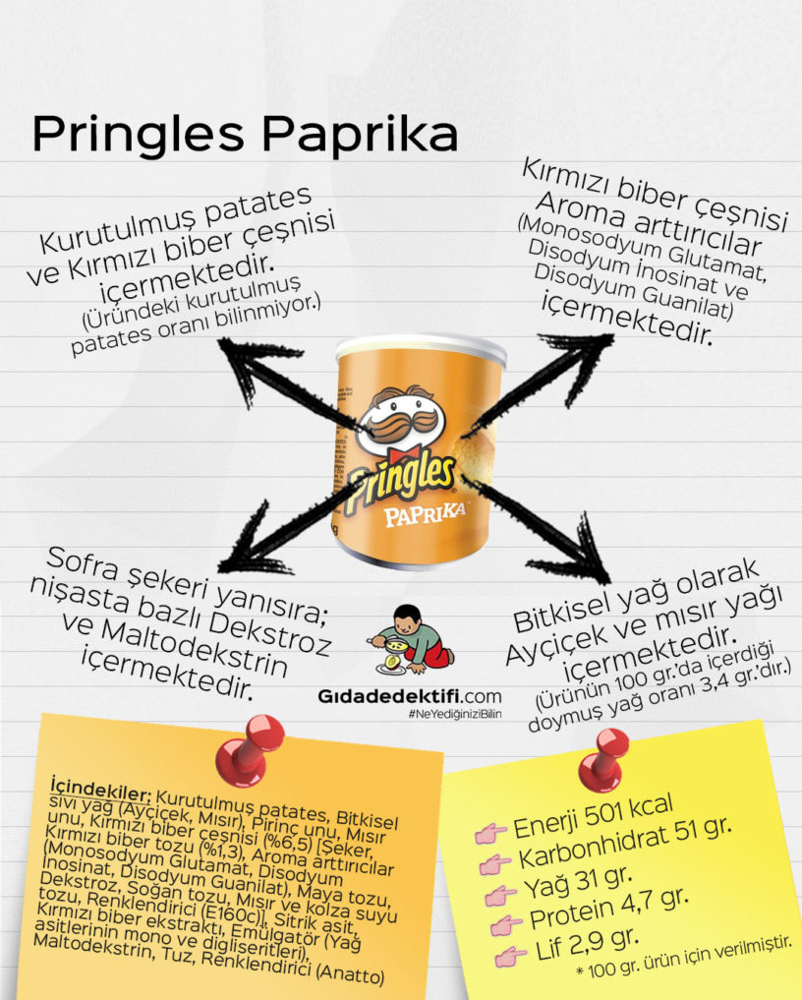 Pringles Paprika
Kurutulmuş patates
ve Kırmızı biber çeşnisi
içermektedir.
(Üründeki kurutulmuş
patates oranı bilinmiyor.)
Kırmızı biber çeşnisi
Aroma arttırıcılar
(Monosodyum Glutamat,
Disodyum İnosinat ve
Disodyum Guanilat)
içermektedir.
Pringles
PAPRIKA
Sofra şekeri yanısıra;
nişasta bazlı Dekstroz
ve Maltodekstrin
içermektedir.
Bitkisel yağ olarak
Ayçiçek ve mısır yağı
içermektedir.
(Ürünün 100 gr.'da içerdiği
doymuş yağ oranı 3,4 gr.'dır.)
Gıdadedektifi.com
#NeYediğiniziBilin
İçindekiler; Kurutulmuş patates, Bitkisel
sıvı yağ (Ayçiçek, Mısır), Pirinç unu, Mısır
unu, Kırmızı biber çeşnisi (%6,5) [Şeker,
Kırmızı biber tozu (%1,3), Aroma arttırıcılar
(Monosodyum Glutamat, Disodyum
İnosinat, Disodyum Guanilat), Maya tozu,
Dekstroz, Soğan tozu, Mısır ve kolza suyu
tozu, Renklendirici (E160c)], Sitrik asit,
Kırmızı biber ekstraktı, Emülgatör (Yağ
asitlerinin mono ve digliseritleri),
Maltodekstrin, Tuz, Renklendirici (Anatto)
Enerji 501 kcal
Karbonhidrat 51 gr.
Yağ 31 gr.
Protein 4,7 gr.
Lif 2,9 gr.
* 100 gr. ürün için verilmiştir.